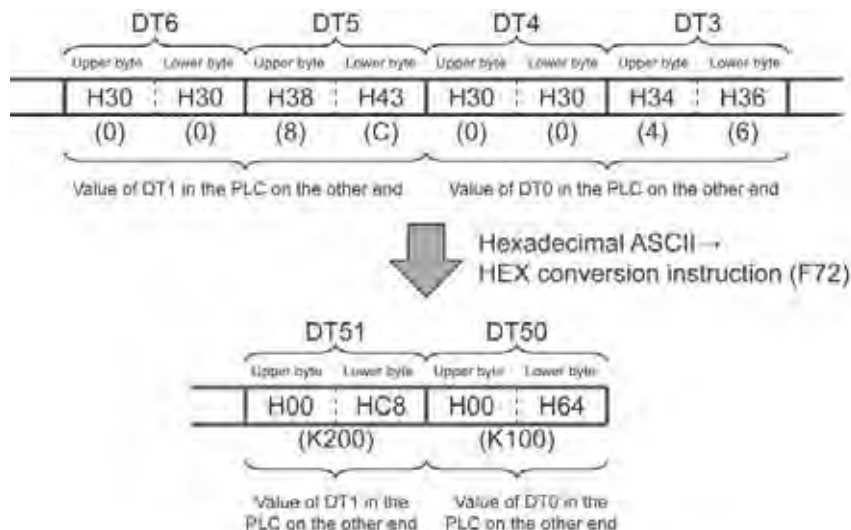 DT6 DT5 DT4 DT3
Upper byte Lower byte Upper byte Lower byte Upper byte Lower byte Upper byte Lower byte
H30 H30 H38 H43 H30 H30 H34 H36
(0) (0) (8) (C) (0) (0) (4) (6)
Value of DT1 in the PLC on the other end Value of DT0 in the PLC on the other end
Hexadecimal ASCII→
HEX conversion instruction (F72)
DT51 DT50
Upper byte Lower byte Upper byte Lower byte
H00 HC8 H00 H64
(K200) (K100)
Value of DT1 in the Value of DT0 in the
PLC on the other end PLC on the other end